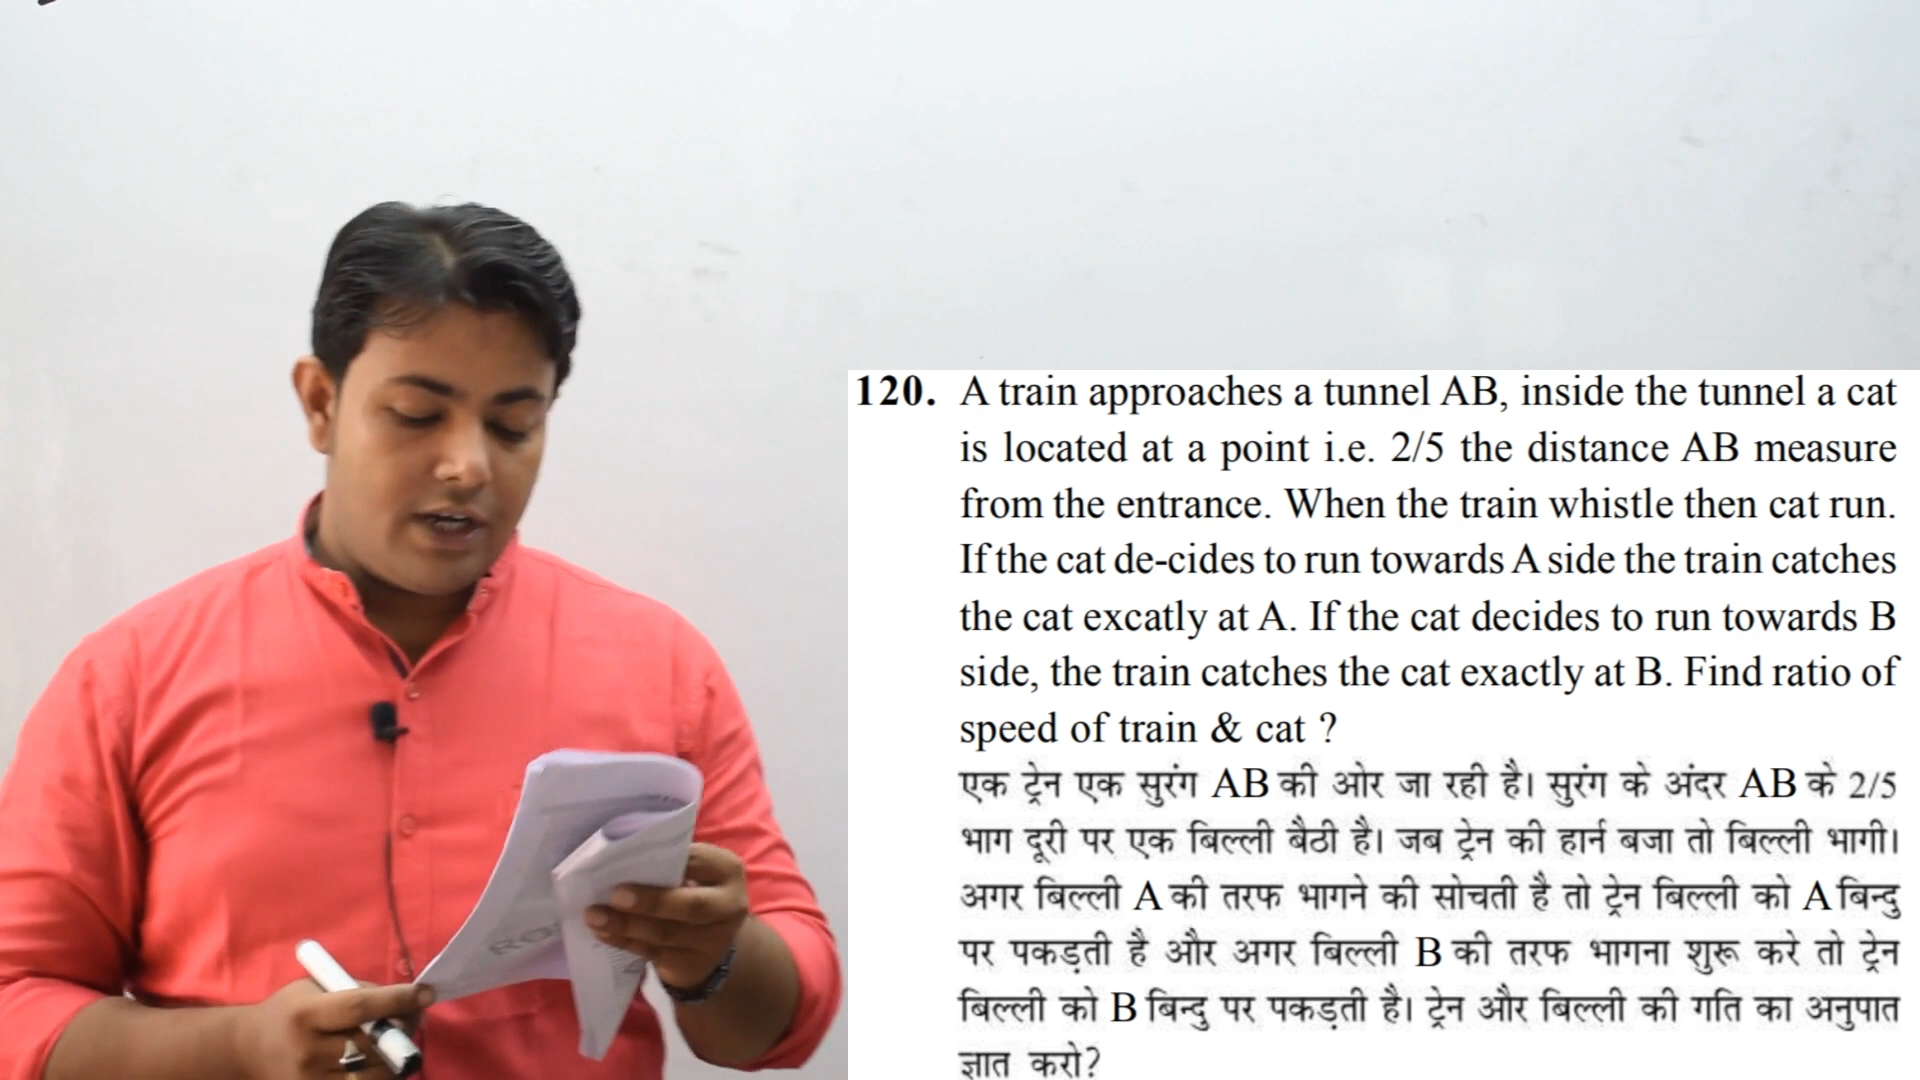 120. A train approaches a tunnel AB, inside the tunnel a cat
is located at a point i.e. 2/5 the distance AB measure
from the entrance. When the train whistle then cat run.
If the cat de-cides to run towards A side the train catches
the cat excatly at A. If the cat decides to run towards B
side, the train catches the cat exactly at B. Find ratio of
speed of train & cat ?
एक ट्रेन एक सुरंग AB की ओर जा रही है। सुरंग के अंदर AB के 2/5
भाग दूरी पर एक बिल्ली बैठी है। जब ट्रेन की हार्न बजा तो बिल्ली भागी।
अगर बिल्ली A की तरफ भागने की सोचती है तो ट्रेन बिल्ली को A बिन्दु
पर पकड़ती है और अगर बिल्ली B की तरफ भागना शुरू करे तो ट्रेन
बिल्ली को B बिन्दु पर पकड़ती है। ट्रेन और बिल्ली की गति का अनुपात
ज्ञात करो?